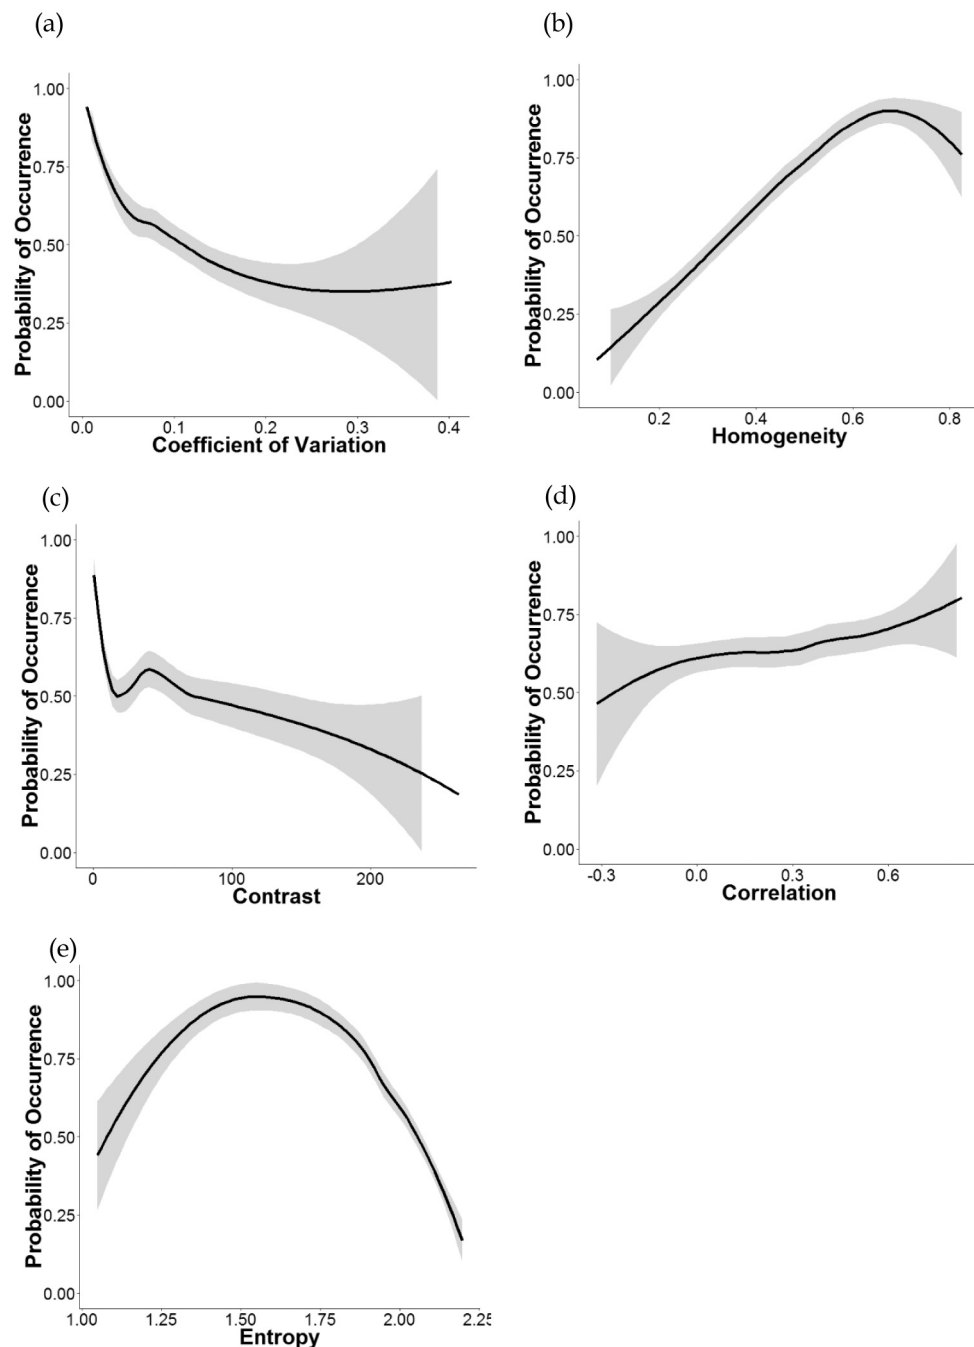 (a)
Probability of Occurrence
1.00
0.75
0.50
0.25
0.00
0.0 0.1 0.2 0.3 0.4
Coefficient of Variation
(b)
Probability of Occurrence
1.00
0.75
0.50
0.25
0.00
0.2 0.4 0.6 0.8
Homogeneity
(c)
Probability of Occurrence
1.00
0.75
0.50
0.25
0.00
0 100 200
Contrast
(d)
Probability of Occurrence
1.00
0.75
0.50
0.25
0.00
-0.3 0.0 0.3 0.6
Correlation
(e)
Probability of Occurrence
1.00
0.75
0.50
0.25
0.00
1.00 1.25 1.50 1.75 2.00 2.25
Entropy